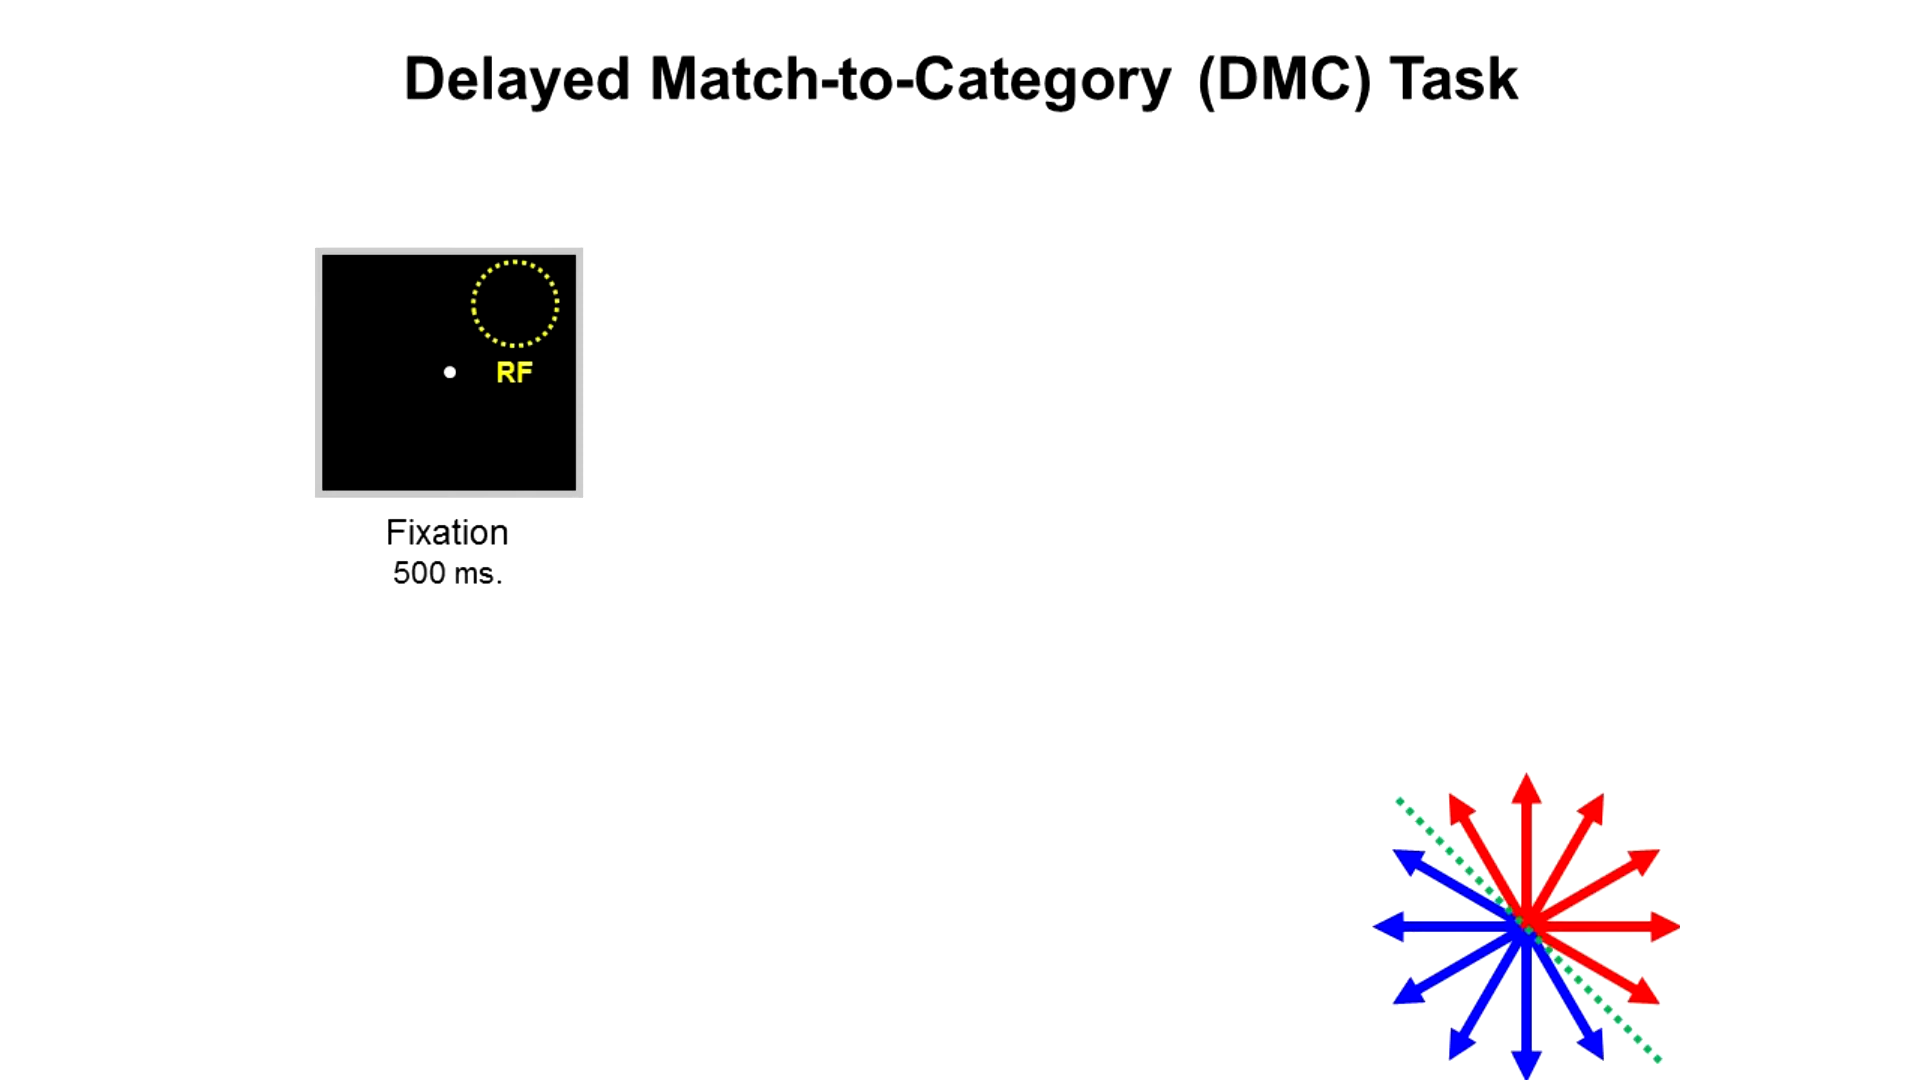 Delayed Match-to-Category (DMC) Task
RF
Fixation
500 ms.